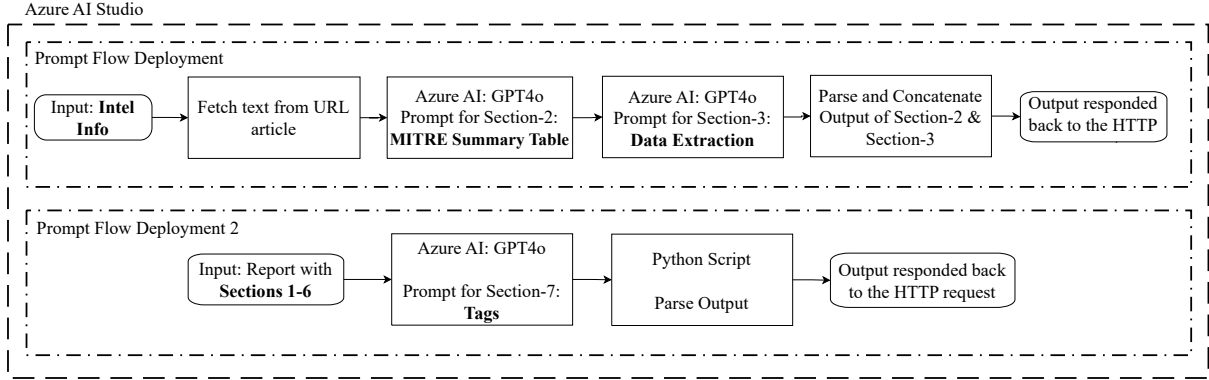 Azure AI Studio
Prompt Flow Deployment
Input: Intel
Info
Fetch text from URL
article
Azure AI: GPT4o
Prompt for Section-2:
MITRE Summary Table
Azure AI: GPT4o
Prompt for Section-3:
Data Extraction
Parse and Concatenate
Output of Section-2 &
Section-3
Output responded
back to the HTTP
Prompt Flow Deployment 2
Input: Report with
Sections 1-6
Azure AI: GPT4o
Prompt for Section-7:
Tags
Python Script
Parse Output
Output responded back
to the HTTP request